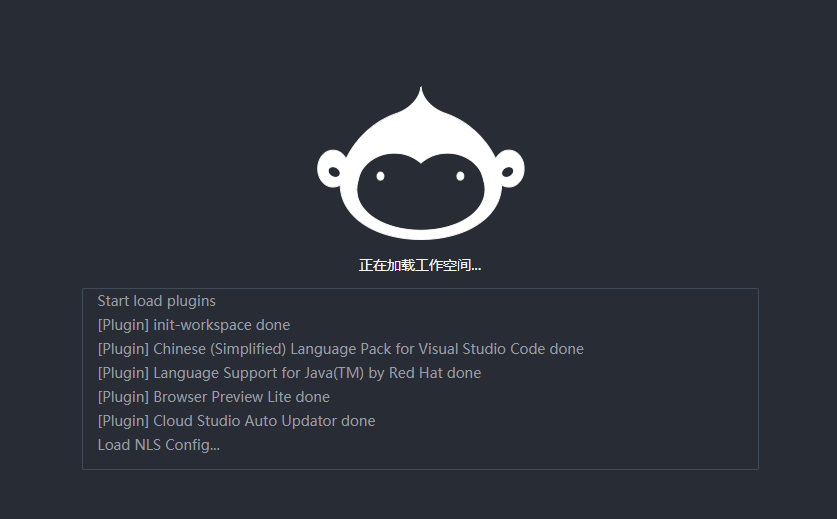 正在加载工作空间...
Start load plugins
[Plugin] init-workspace done
[Plugin] Chinese (Simplified) Language Pack for Visual Studio Code done
[Plugin] Language Support for Java(TM) by Red Hat done
[Plugin] Browser Preview Lite done
[Plugin] Cloud Studio Auto Updator done
Load NLS Config...